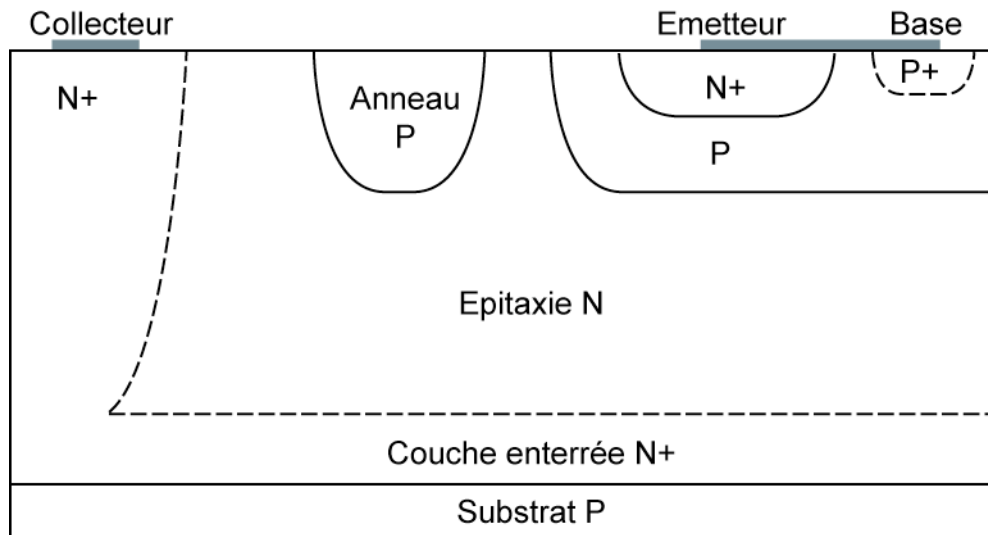 Collecteur
Emetteur
Base
N+
Anneau
P
N+
P+
P
Epitaxie N
Couche enterrée N+
Substrat P